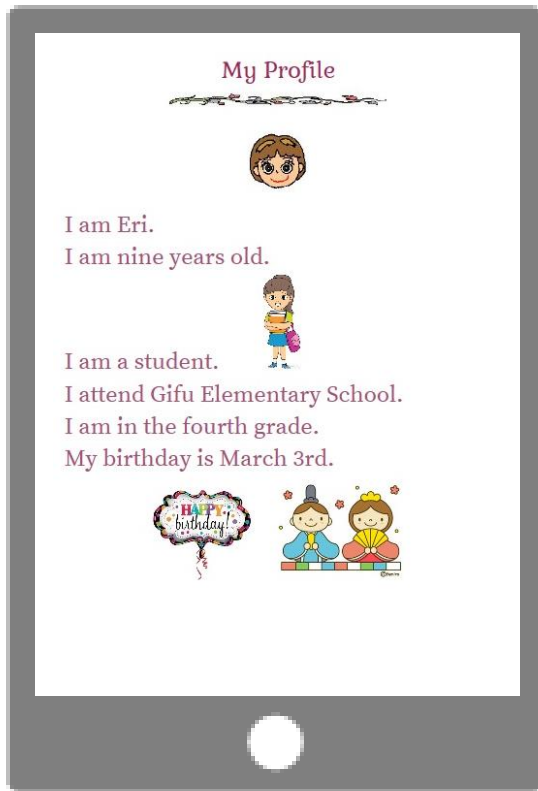 My Profile
I am Eri.
I am nine years old.
I am a student.
I attend Gifu Elementary School.
I am in the fourth grade.
My birthday is March 3rd.
HAPPY
birthday!